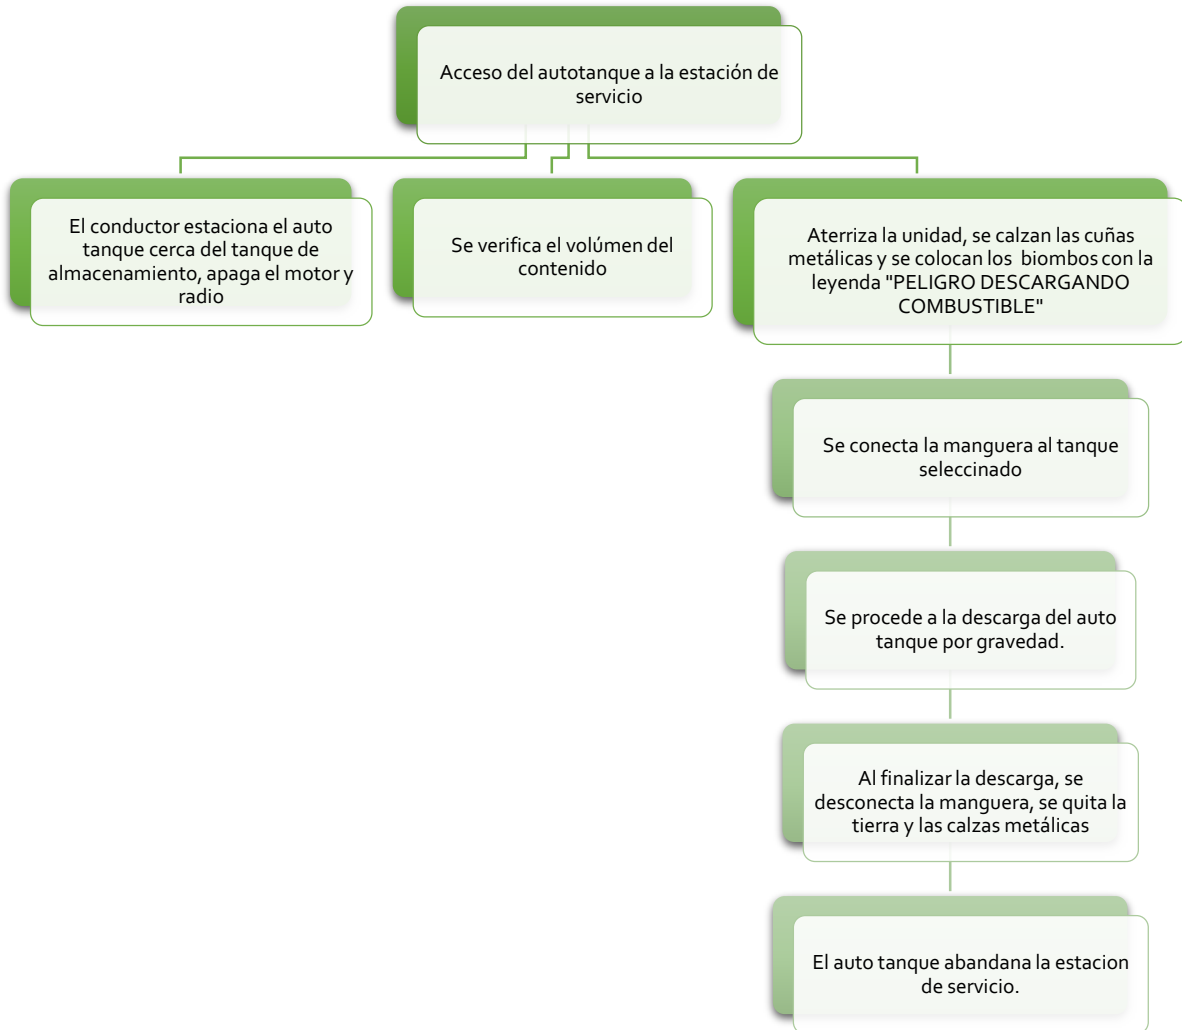 Acceso del autotanque a la estación de
servicio
El conductor estaciona el auto
tanque cerca del tanque de
almacenamiento, apaga el motor y
radio
Se verifica el volúmen del
contenido
Aterriza la unidad, se calzan las cuñas
metálicas y se colocan los biombos con la
leyenda "PELIGRO DESCARGANDO
COMBUSTIBLE"
Se conecta la manguera al tanque
seleccinado
Se procede a la descarga del auto
tanque por gravedad.
Al finalizar la descarga, se
desconecta la manguera, se quita la
tierra y las calzas metálicas
El auto tanque abandana la estacion
de servicio.